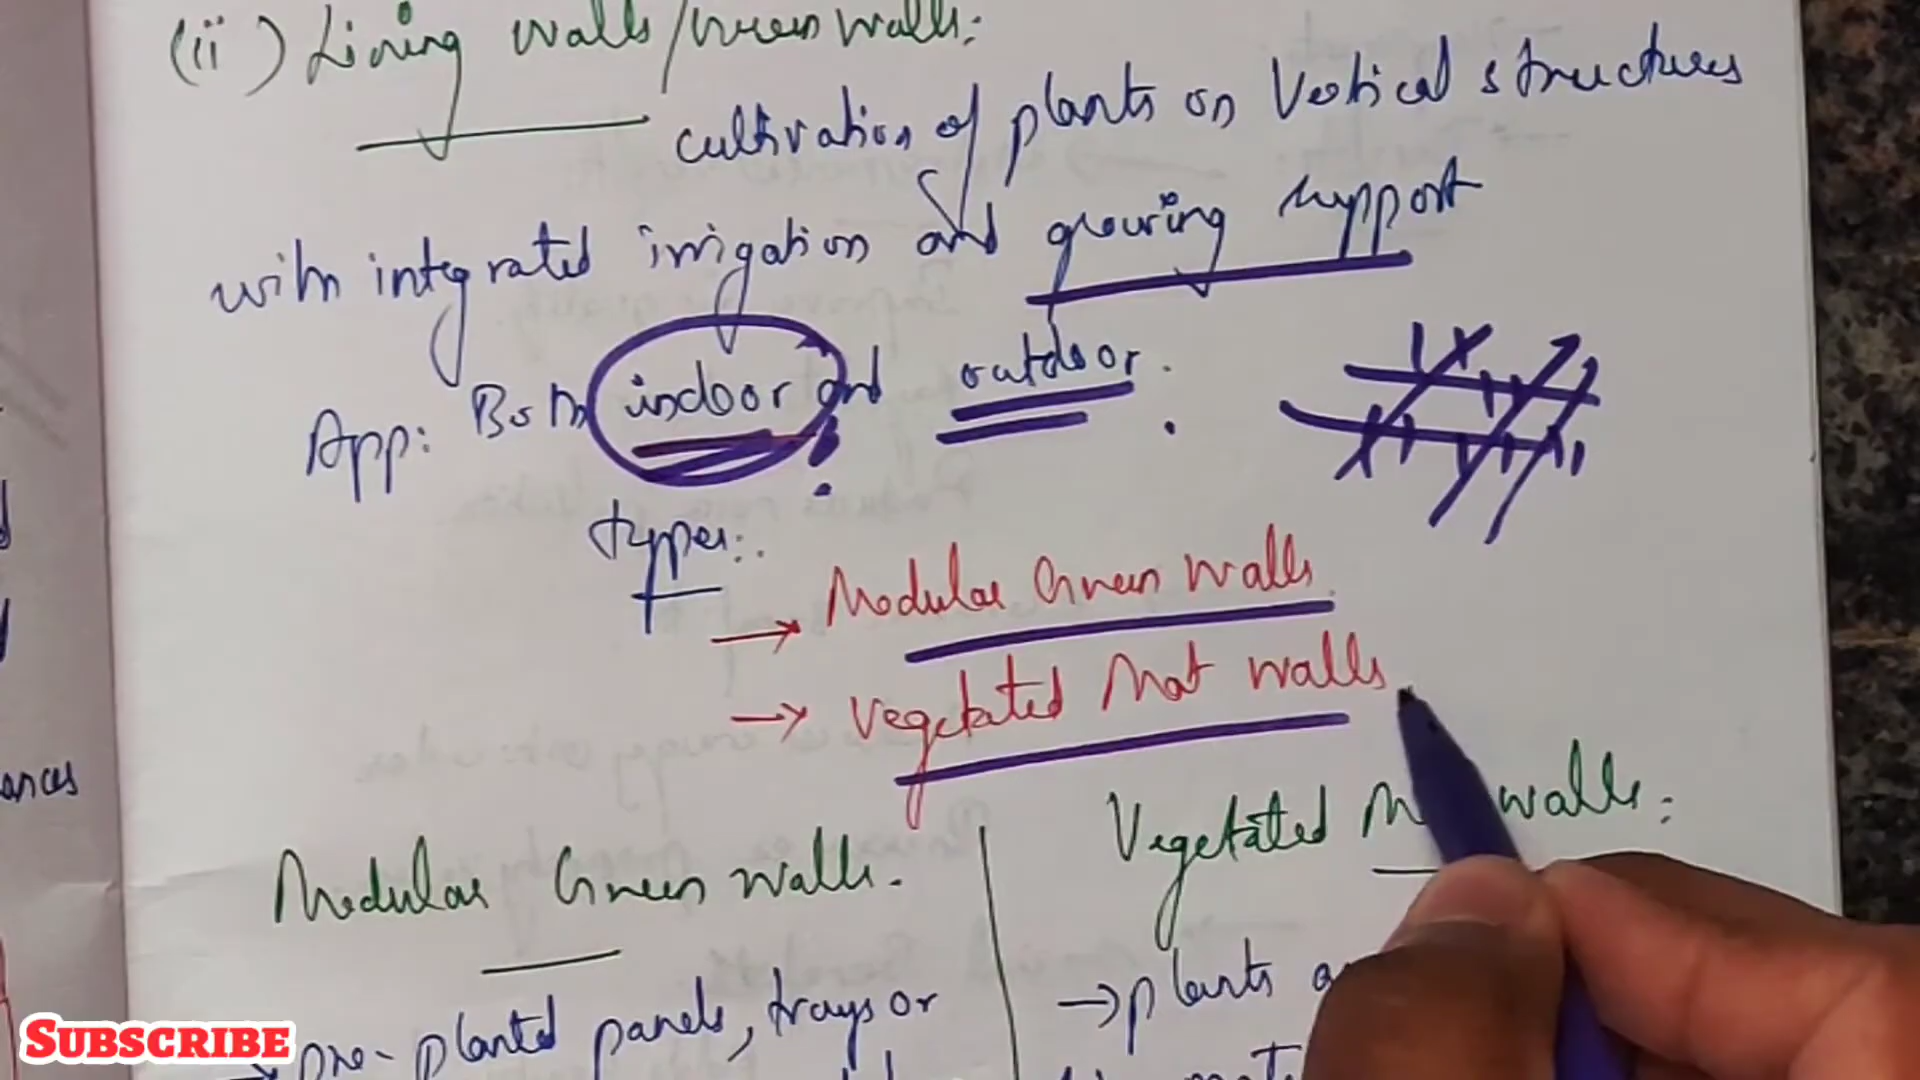 (ii) Living walls/Green walls:
cultivation of plants on Vertical structures
with integrated irrigation and growing support
App: Both indoor and outdoor.
types:
→ Modular Green walls.
→ Vegetated Mat walls.
Modular Green walls.
Vegetated walls:
pre-planted panels, trays or
→ plants
ances
SUBSCRIBE